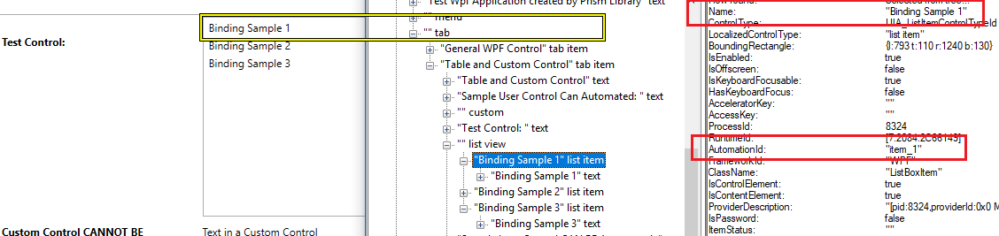 Test Control:
Binding Sample 1
Binding Sample 2
Binding Sample 3
Custom Control CANNOT BE
Text in a Custom Control
"Test Wpf Application created by Prism Library" text
"" menu
"" tab
"General WPF Control" tab item
"Table and Custom Control" tab item
"Table and Custom Control" text
"Sample User Control Can Automated: " text
"" custom
"Test Control: " text
"" list view
"Binding Sample 1" list item
"Binding Sample 1" text
"Binding Sample 2" list item
"Binding Sample 3" list item
"Binding Sample 3" text
Name: "Binding Sample 1"
ControlType: UIA_ListItemControlTypeId
LocalizedControlType: "list item"
BoundingRectangle: {l:793 t:110 r:1240 b:130}
IsEnabled: true
IsOffscreen: false
IsKeyboardFocusable: true
HasKeyboardFocus: false
AcceleratorKey: ""
AccessKey: ""
ProcessId: 8324
RuntimeId: [7.2084.2C66149]
AutomationId: "item_1"
FrameworkId: "WPF"
ClassName: "ListBoxItem"
IsControlElement: true
IsContentElement: true
ProviderDescription: "[pid:8324,providerId:0x0 M
IsPassword: false
ItemStatus: ""